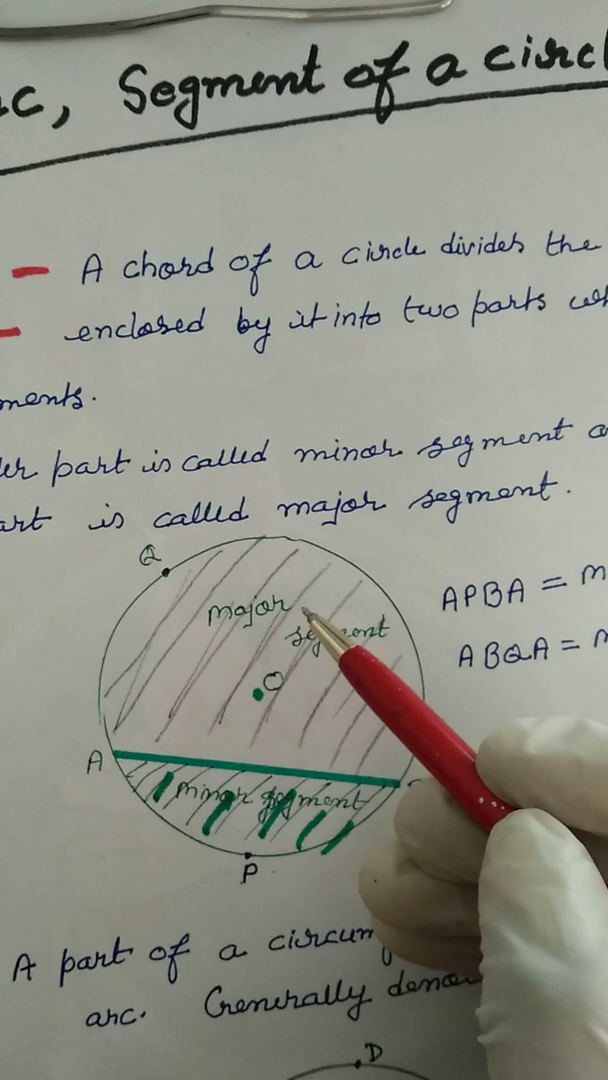 Segment of a circl
- A chord of a circle divides the
enclosed by it into two parts
ments.
part is called minor segment
is called major segment.
Q
major segment
APBA = m
ABQA = m
O
A
minor segment
P
A part of a circum
arc. Generally deno
D